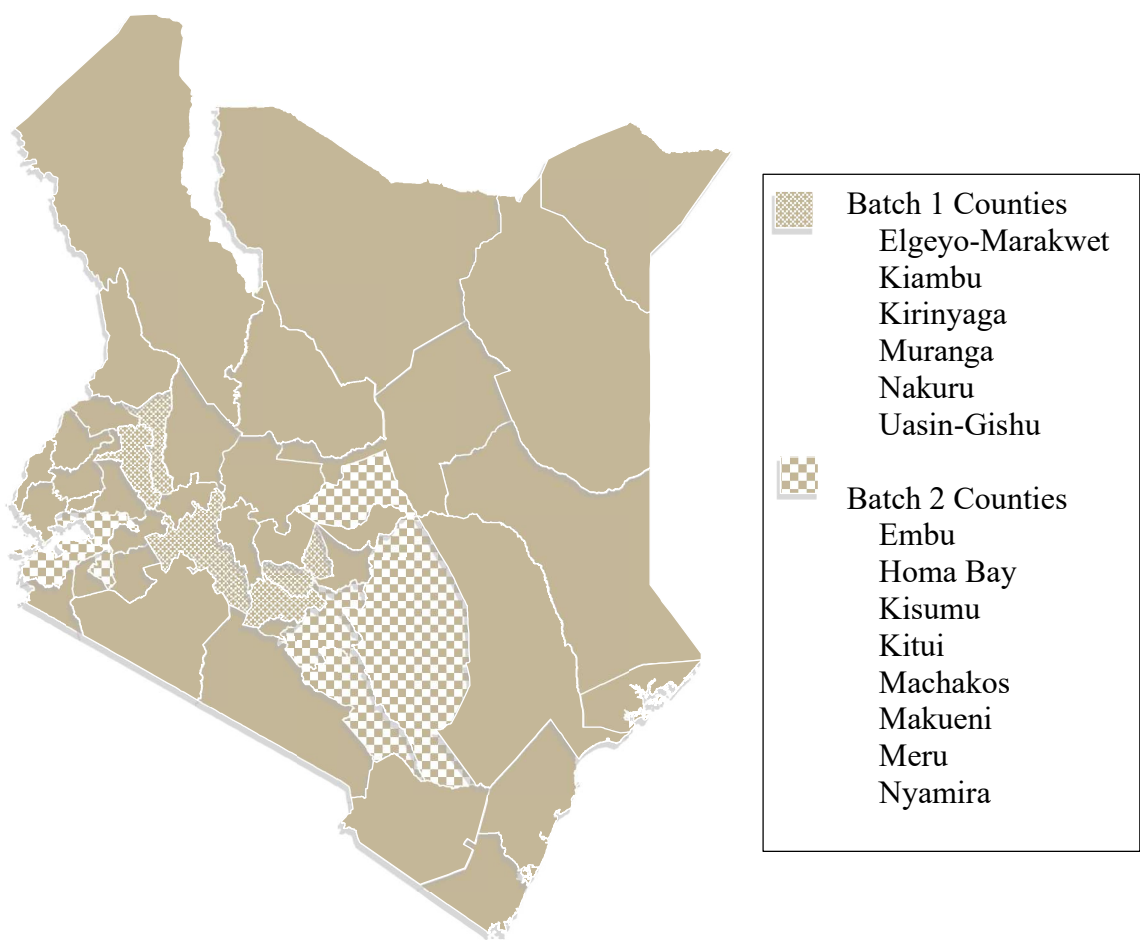 Batch 1 Counties
Elgeyo-Marakwet
Kiambu
Kirinyaga
Muranga
Nakuru
Uasin-Gishu
Batch 2 Counties
Embu
Homa Bay
Kisumu
Kitui
Machakos
Makueni
Meru
Nyamira